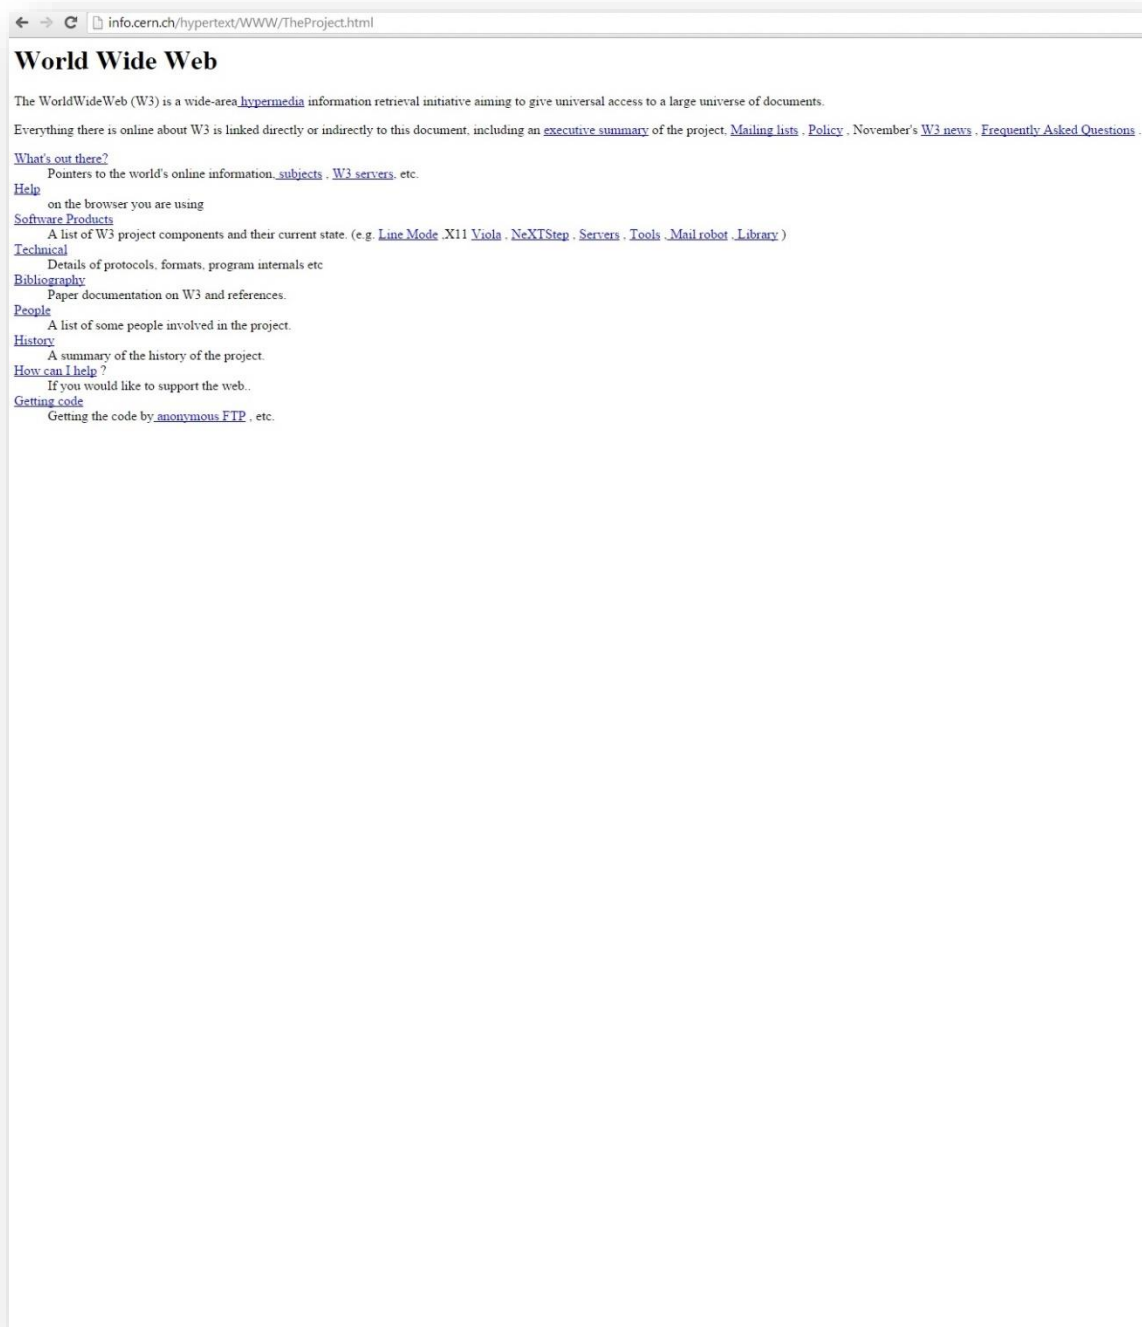 info.cern.ch/hypertext/WWW/TheProject.html
World Wide Web
The WorldWideWeb (W3) is a wide-area hypermedia information retrieval initiative aiming to give universal access to a large universe of documents.
Everything there is online about W3 is linked directly or indirectly to this document, including an executive summary of the project, Mailing lists , Policy , November's W3 news , Frequently Asked Questions .
What's out there?
Pointers to the world's online information, subjects , W3 servers, etc.
Help
on the browser you are using
Software Products
A list of W3 project components and their current state. (e.g. Line Mode ,X11 Viola , NeXTStep , Servers , Tools , Mail robot , Library )
Technical
Details of protocols, formats, program internals etc
Bibliography
Paper documentation on W3 and references.
People
A list of some people involved in the project.
History
A summary of the history of the project.
How can I help ?
If you would like to support the web..
Getting code
Getting the code by anonymous FTP , etc.